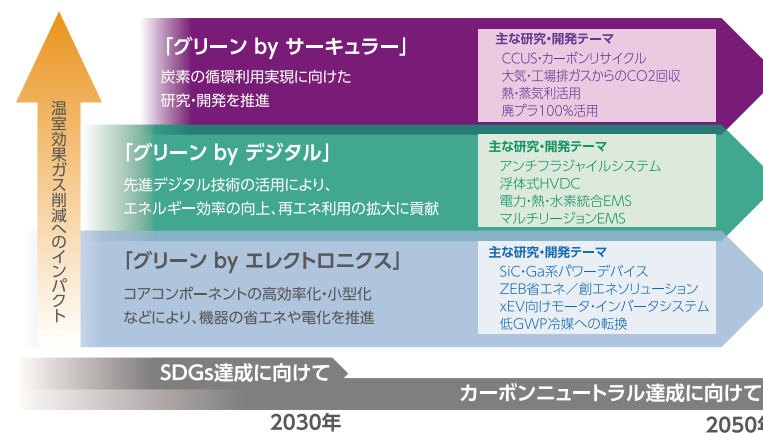 温室効果ガス削減へのインパクト
「グリーン by サーキュラー」
炭素の循環利用実現に向けた
研究・開発を推進
主な研究・開発テーマ
CCUS・カーボンリサイクル
大気・工場排ガスからのCO2回収
熱・蒸気利活用
廃プラ100%活用
「グリーン by デジタル」
先進デジタル技術の活用により、
エネルギー効率の向上、再エネ利用の拡大に貢献
主な研究・開発テーマ
アンチフラジャイルシステム
浮体式HVDC
電力・熱・水素統合EMS
マルチリージョンEMS
「グリーン by エレクトロニクス」
コアコンポーネントの高効率化・小型化
などにより、機器の省エネや電化を推進
主な研究・開発テーマ
SiC・Ga系パワーデバイス
ZEB省エネ／創エネソリューション
xEV向けモータ・インバータシステム
低GWP冷媒への転換
SDGs達成に向けて
カーボンニュートラル達成に向けて
2030年
2050年